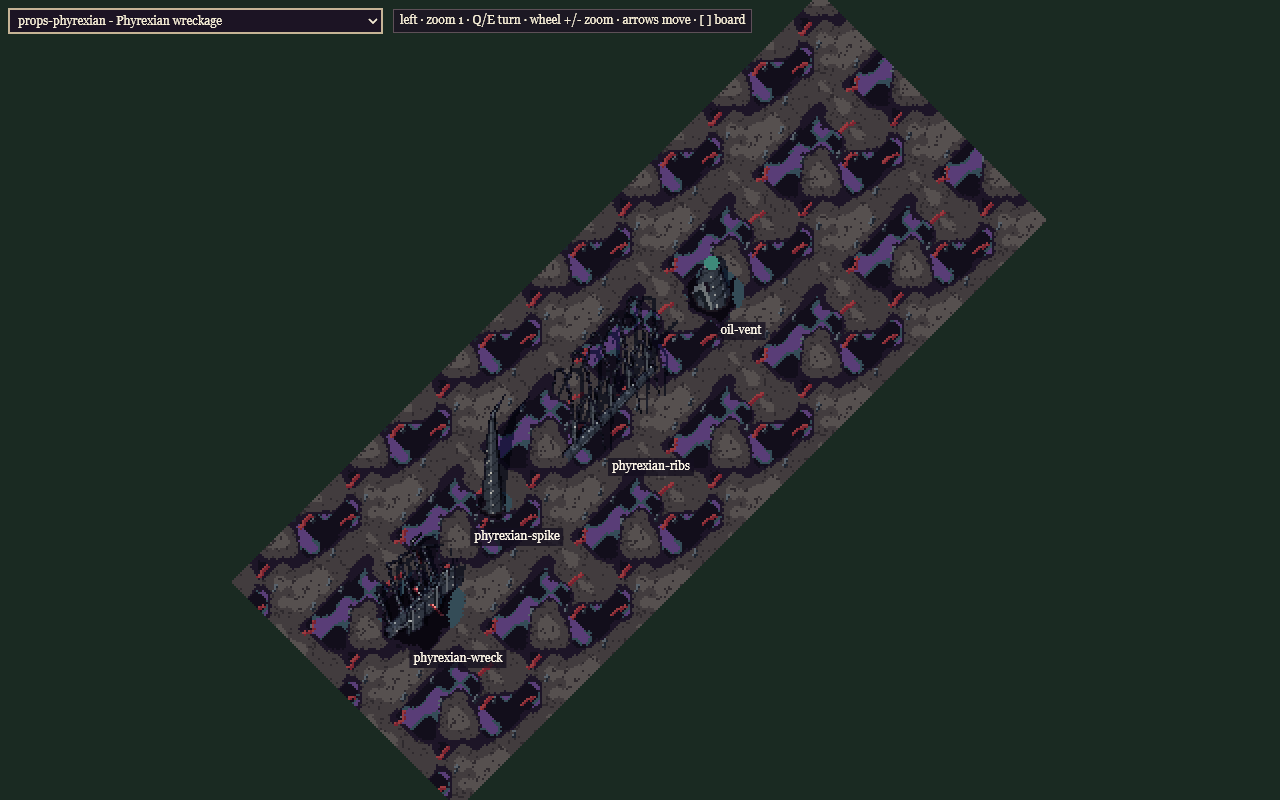 props-phyrexian - Phyrexian wreckage
left · zoom 1 · Q/E turn · wheel +/- zoom · arrows move · [ ] board
oil-vent
phyrexian-ribs
phyrexian-spike
phyrexian-wreck